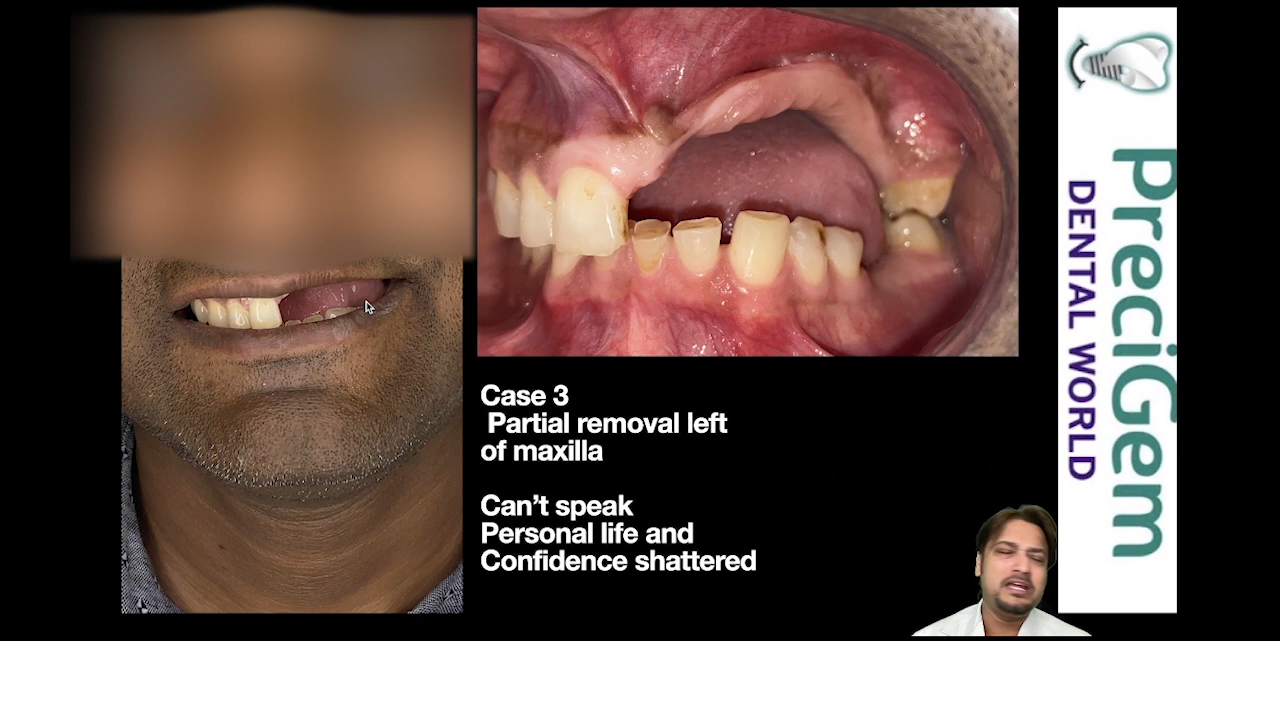 Case 3
Partial removal left
of maxilla
Can’t speak
Personal life and
Confidence shattered
PreciGem
DENTAL WORLD